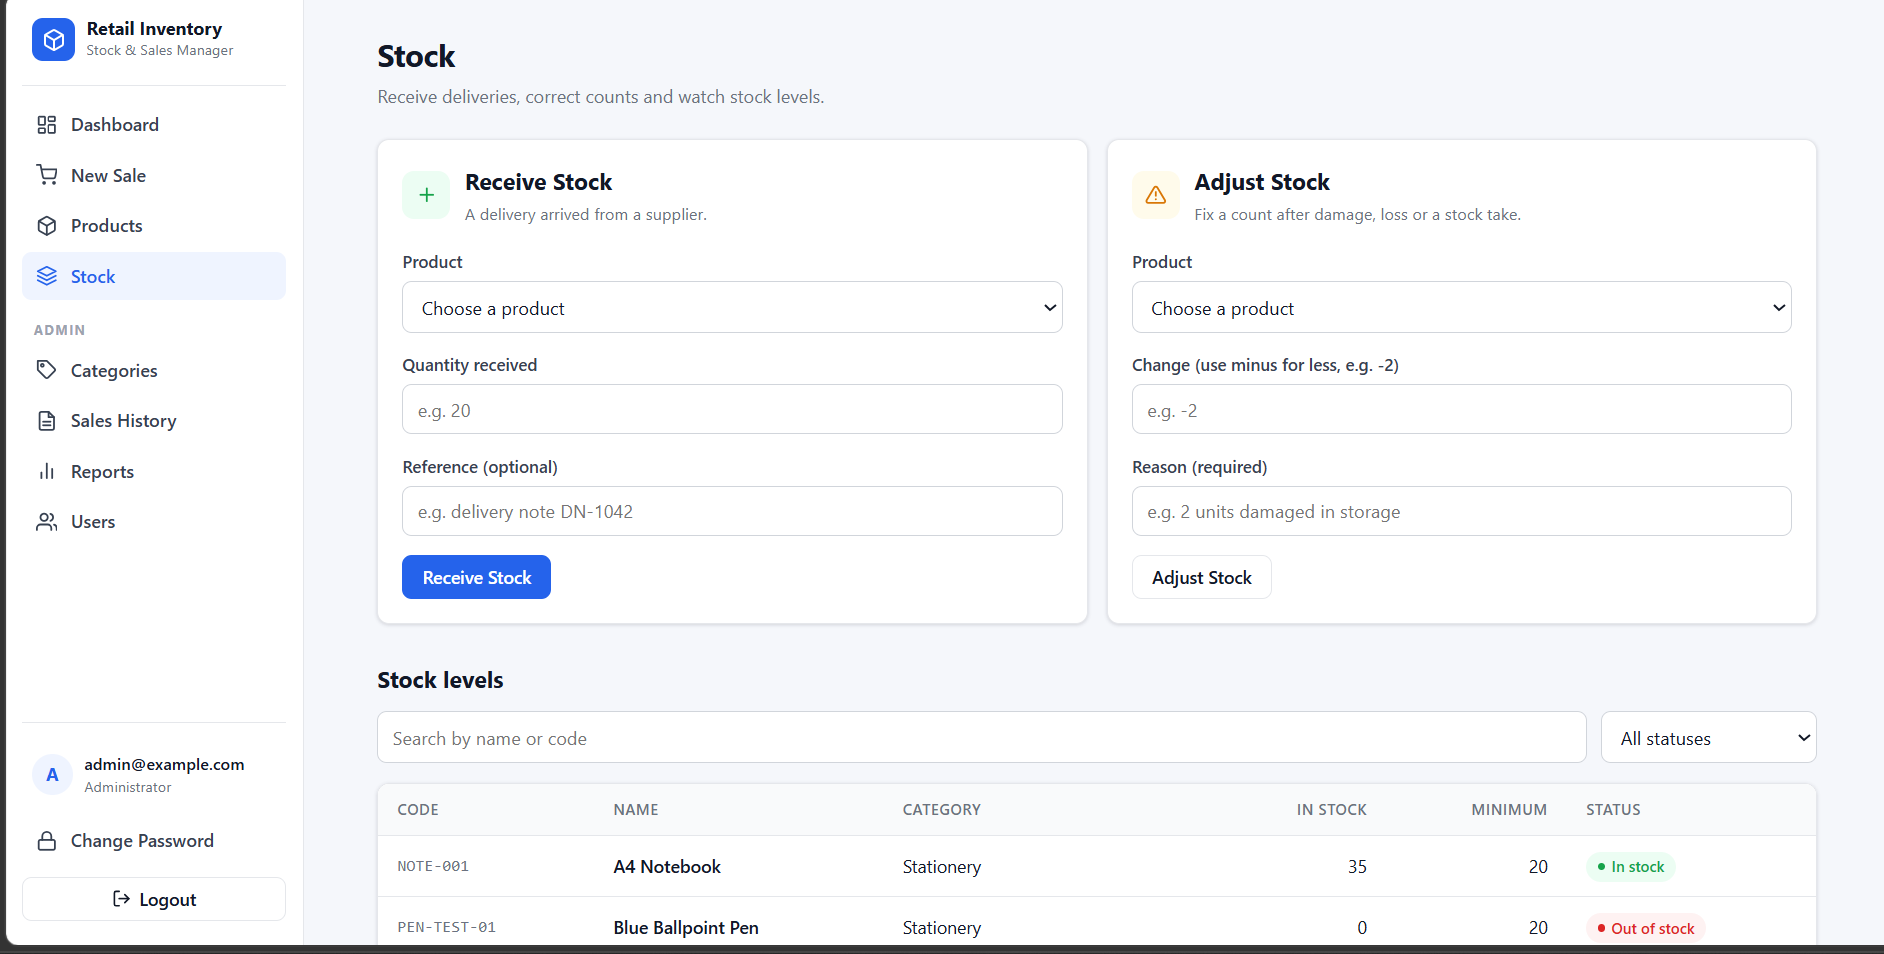 Retail Inventory
Stock & Sales Manager
Dashboard
New Sale
Products
Stock
ADMIN
Categories
Sales History
Reports
Users
A
admin@example.com
Administrator
Change Password
Logout
Stock
Receive deliveries, correct counts and watch stock levels.
Receive Stock
A delivery arrived from a supplier.
Product
Choose a product
Quantity received
e.g. 20
Reference (optional)
e.g. delivery note DN-1042
Receive Stock
Adjust Stock
Fix a count after damage, loss or a stock take.
Product
Choose a product
Change (use minus for less, e.g. -2)
e.g. -2
Reason (required)
e.g. 2 units damaged in storage
Adjust Stock
Stock levels
Search by name or code
All statuses
CODE NAME CATEGORY IN STOCK MINIMUM STATUS
NOTE-001 A4 Notebook Stationery 35 20 In stock
PEN-TEST-01 Blue Ballpoint Pen Stationery 0 20 Out of stock